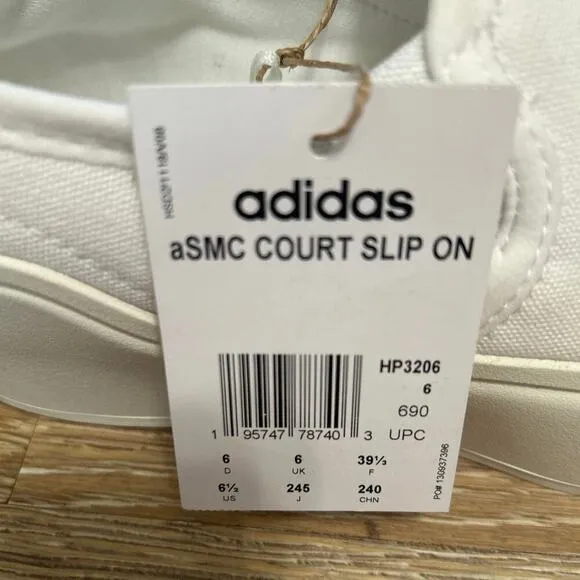 adidas
aSMC COURT SLIP ON
HP3206
6
690
1 95747 78740 3 UPC
6 6 39⅓
D UK F
6½ 245 240
US J CHN
PO# 130937396